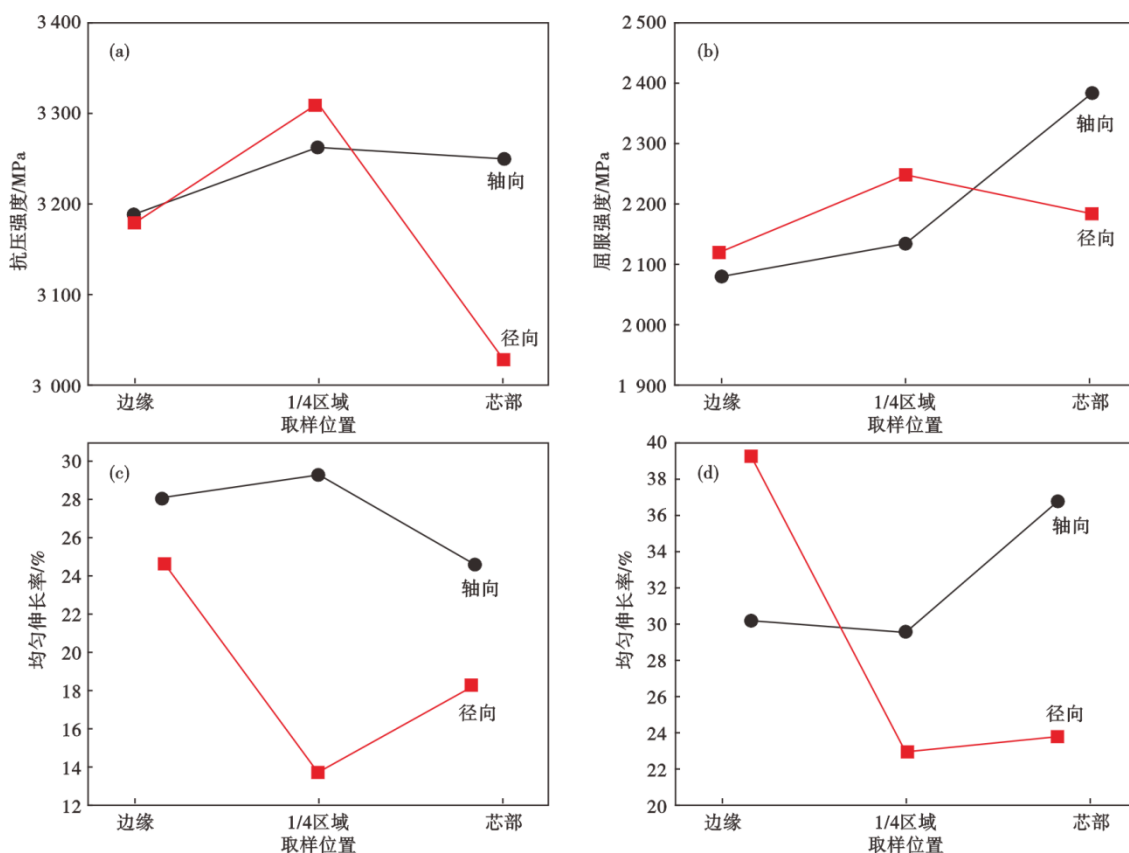 (a)
抗压强度/MPa
3 400
3 300
3 200
3 100
3 000
轴向
径向
边缘
1/4区域
芯部
取样位置
(b)
屈服强度/MPa
2 500
2 400
2 300
2 200
2 100
2 000
1 900
轴向
径向
边缘
1/4区域
芯部
取样位置
(c)
均匀伸长率/%
30
28
26
24
22
20
18
16
14
12
轴向
径向
边缘
1/4区域
芯部
取样位置
(d)
均匀伸长率/%
40
38
36
34
32
30
28
26
24
22
20
轴向
径向
边缘
1/4区域
芯部
取样位置